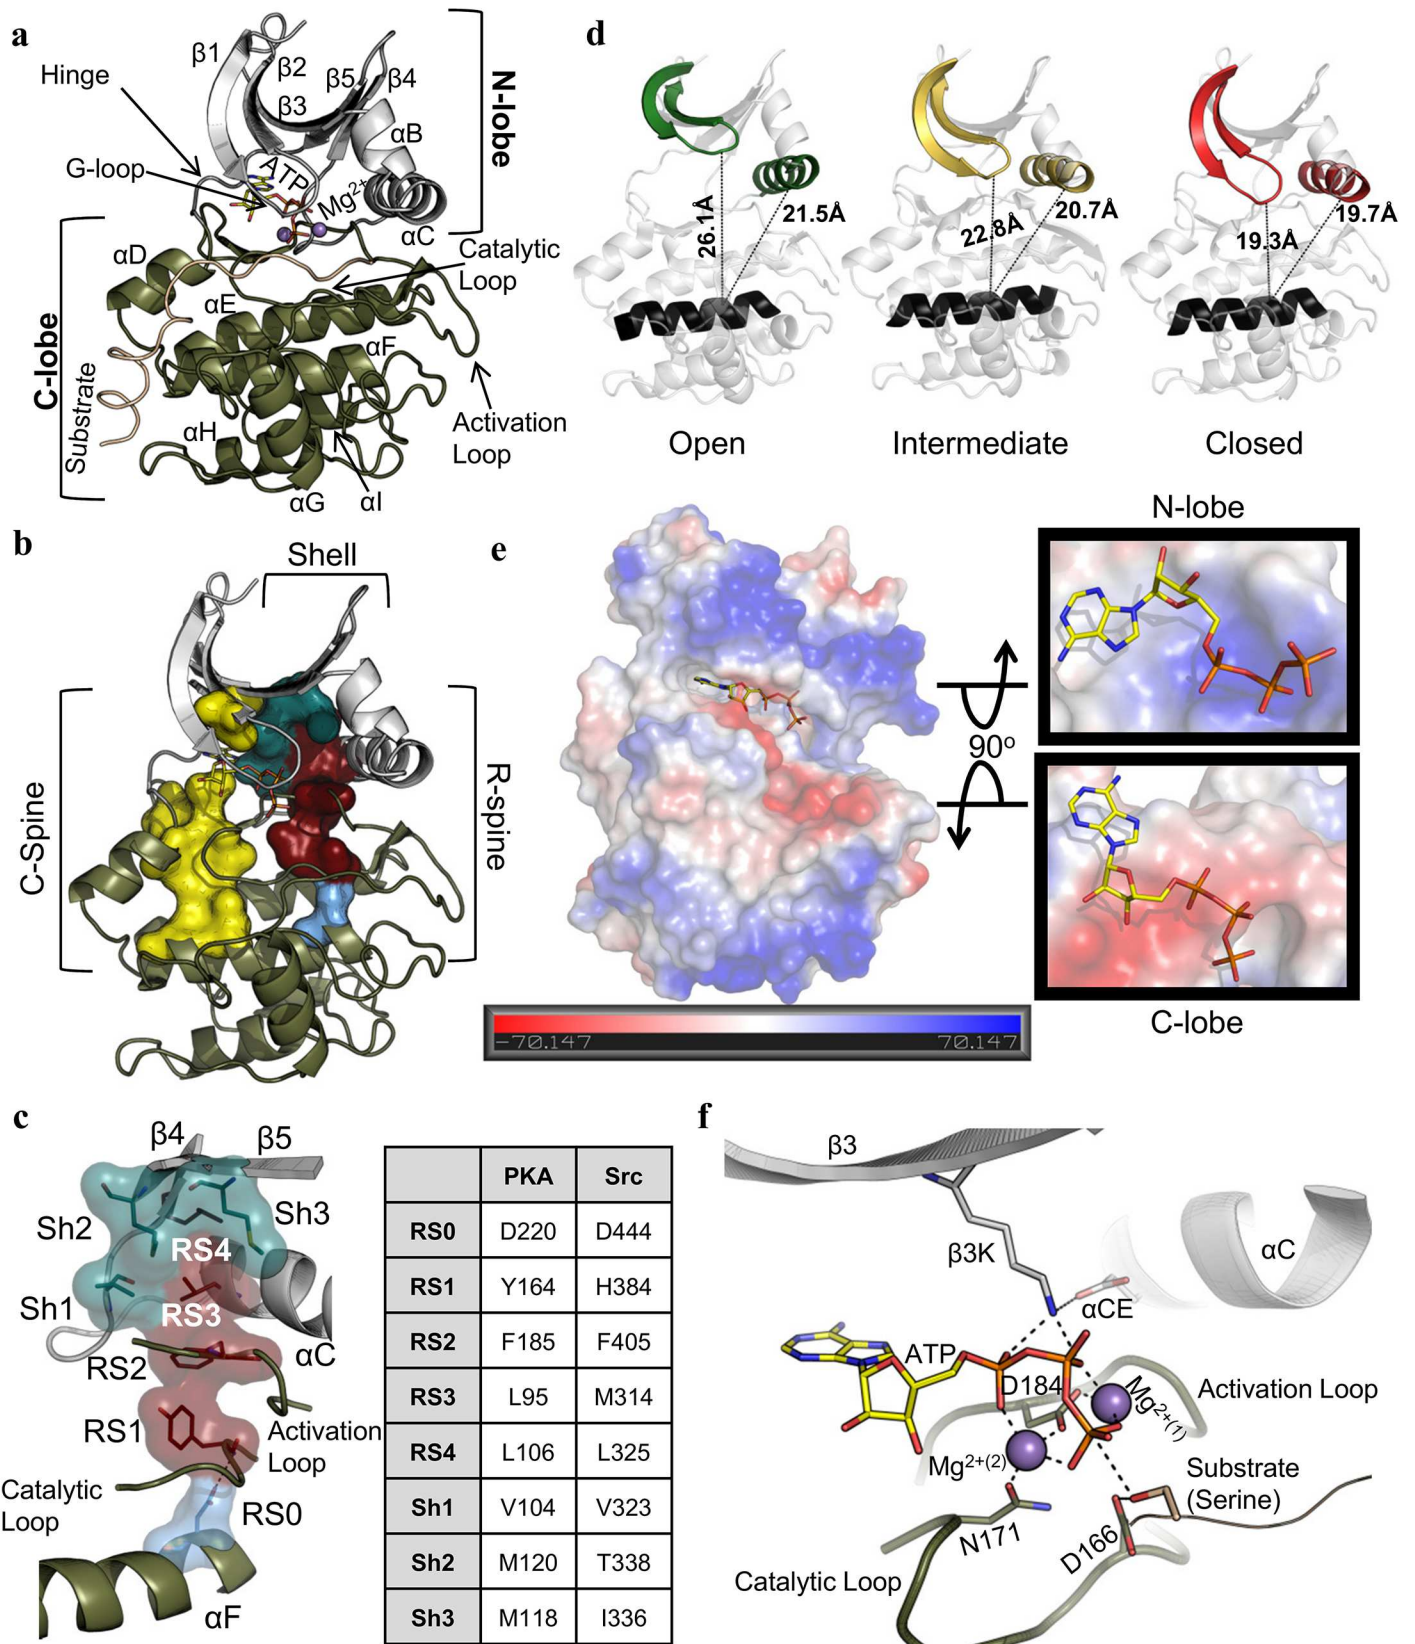 a
Hinge
β1
β2
β3
β5
β4
N-lobe
αB
G-loop
ATP
Mg²⁺
αC
C-lobe
αD
Catalytic
Loop
αE
αF
Substrate
Activation
Loop
αH
αG
αI
b
Shell
C-Spine
R-spine
c
β4
β5
Sh2
Sh3
RS4
Sh1
RS3
RS2
αC
RS1
Activation
Loop
Catalytic
Loop
RS0
αF
PKA Src
RS0 D220 D444
RS1 Y164 H384
RS2 F185 F405
RS3 L95 M314
RS4 L106 L325
Sh1 V104 V323
Sh2 M120 T338
Sh3 M118 I336
d
26.1Å
21.5Å
22.8Å
20.7Å
19.3Å
19.7Å
Open
Intermediate
Closed
e
N-lobe
90º
C-lobe
-70.147 70.147
f
β3
β3K
αC
αCE
ATP
D184
Mg²⁺⁽¹⁾
Activation Loop
Mg²⁺⁽²⁾
Substrate
(Serine)
N171
D166
Catalytic Loop